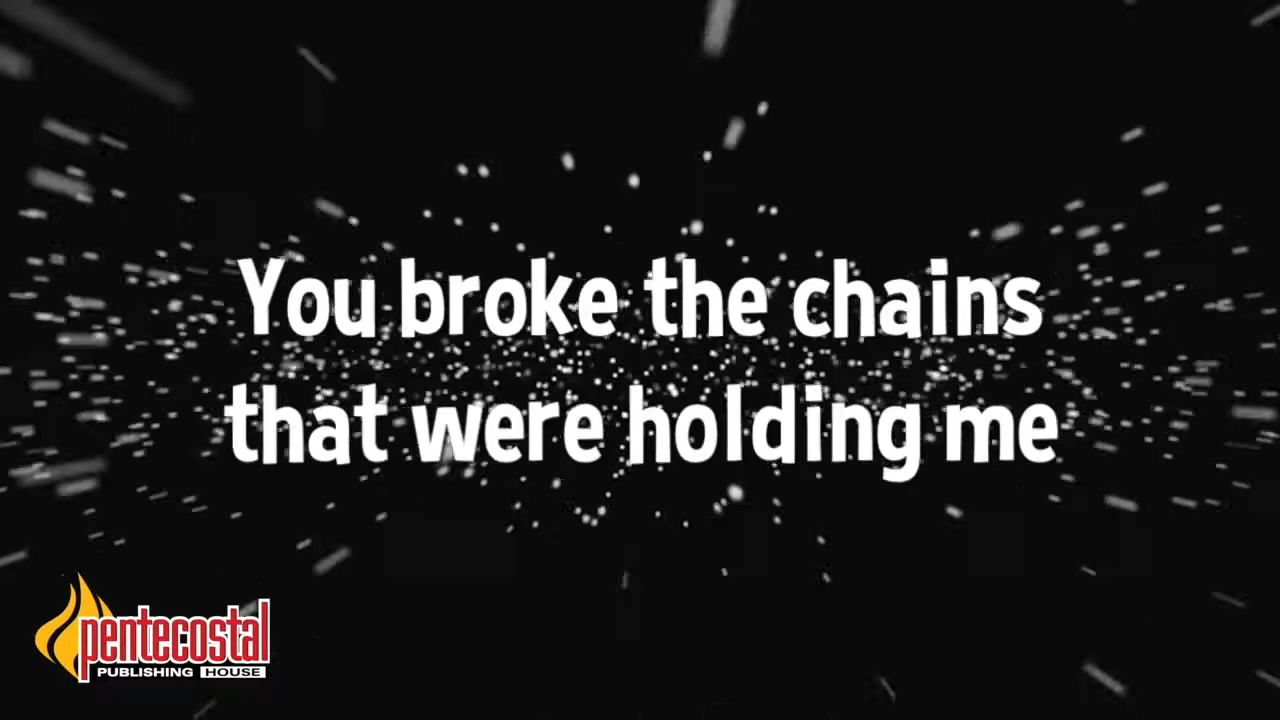 You broke the chains
that were holding me
pentecostal
PUBLISHING HOUSE